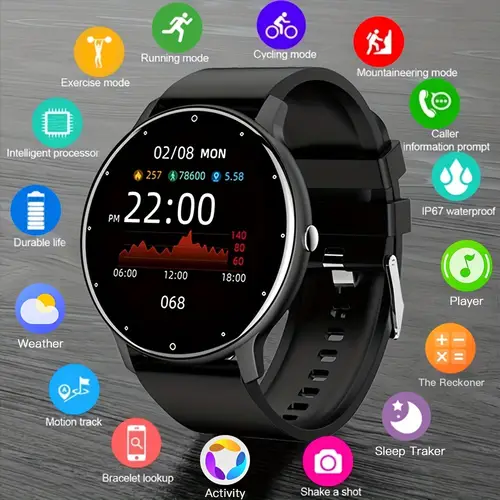 Running mode
Cycling mode
Exercise mode
Mountaineering mode
Intelligent processor
Caller
information prompt
02/08 MON
257 78600 5.58
PM 22:00
140
80
60
06:00 12:00 18:00
068
IP67 waterproof
Durable life
Player
Weather
The Reckoner
Motion track
Sleep Traker
Bracelet lookup
Activity
Shake a shot